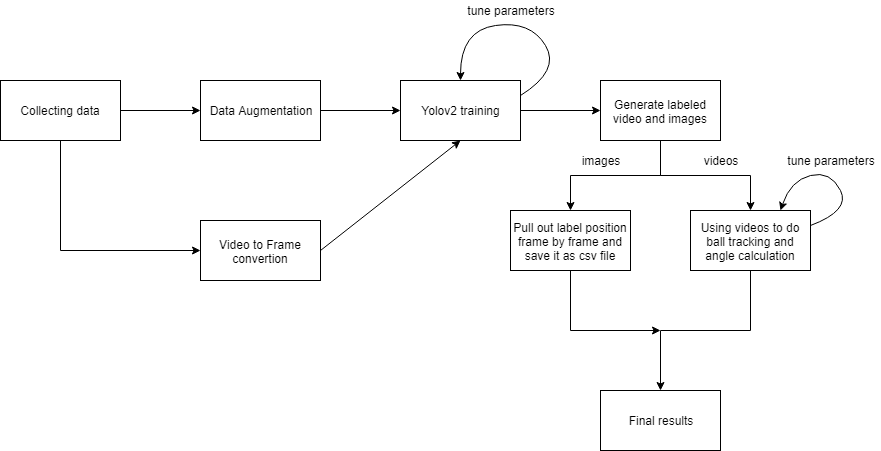 tune parameters
Collecting data
Data Augmentation
Yolov2 training
Generate labeled
video and images
images
videos
tune parameters
Video to Frame
convertion
Pull out label position
frame by frame and
save it as csv file
Using videos to do
ball tracking and
angle calculation
Final results